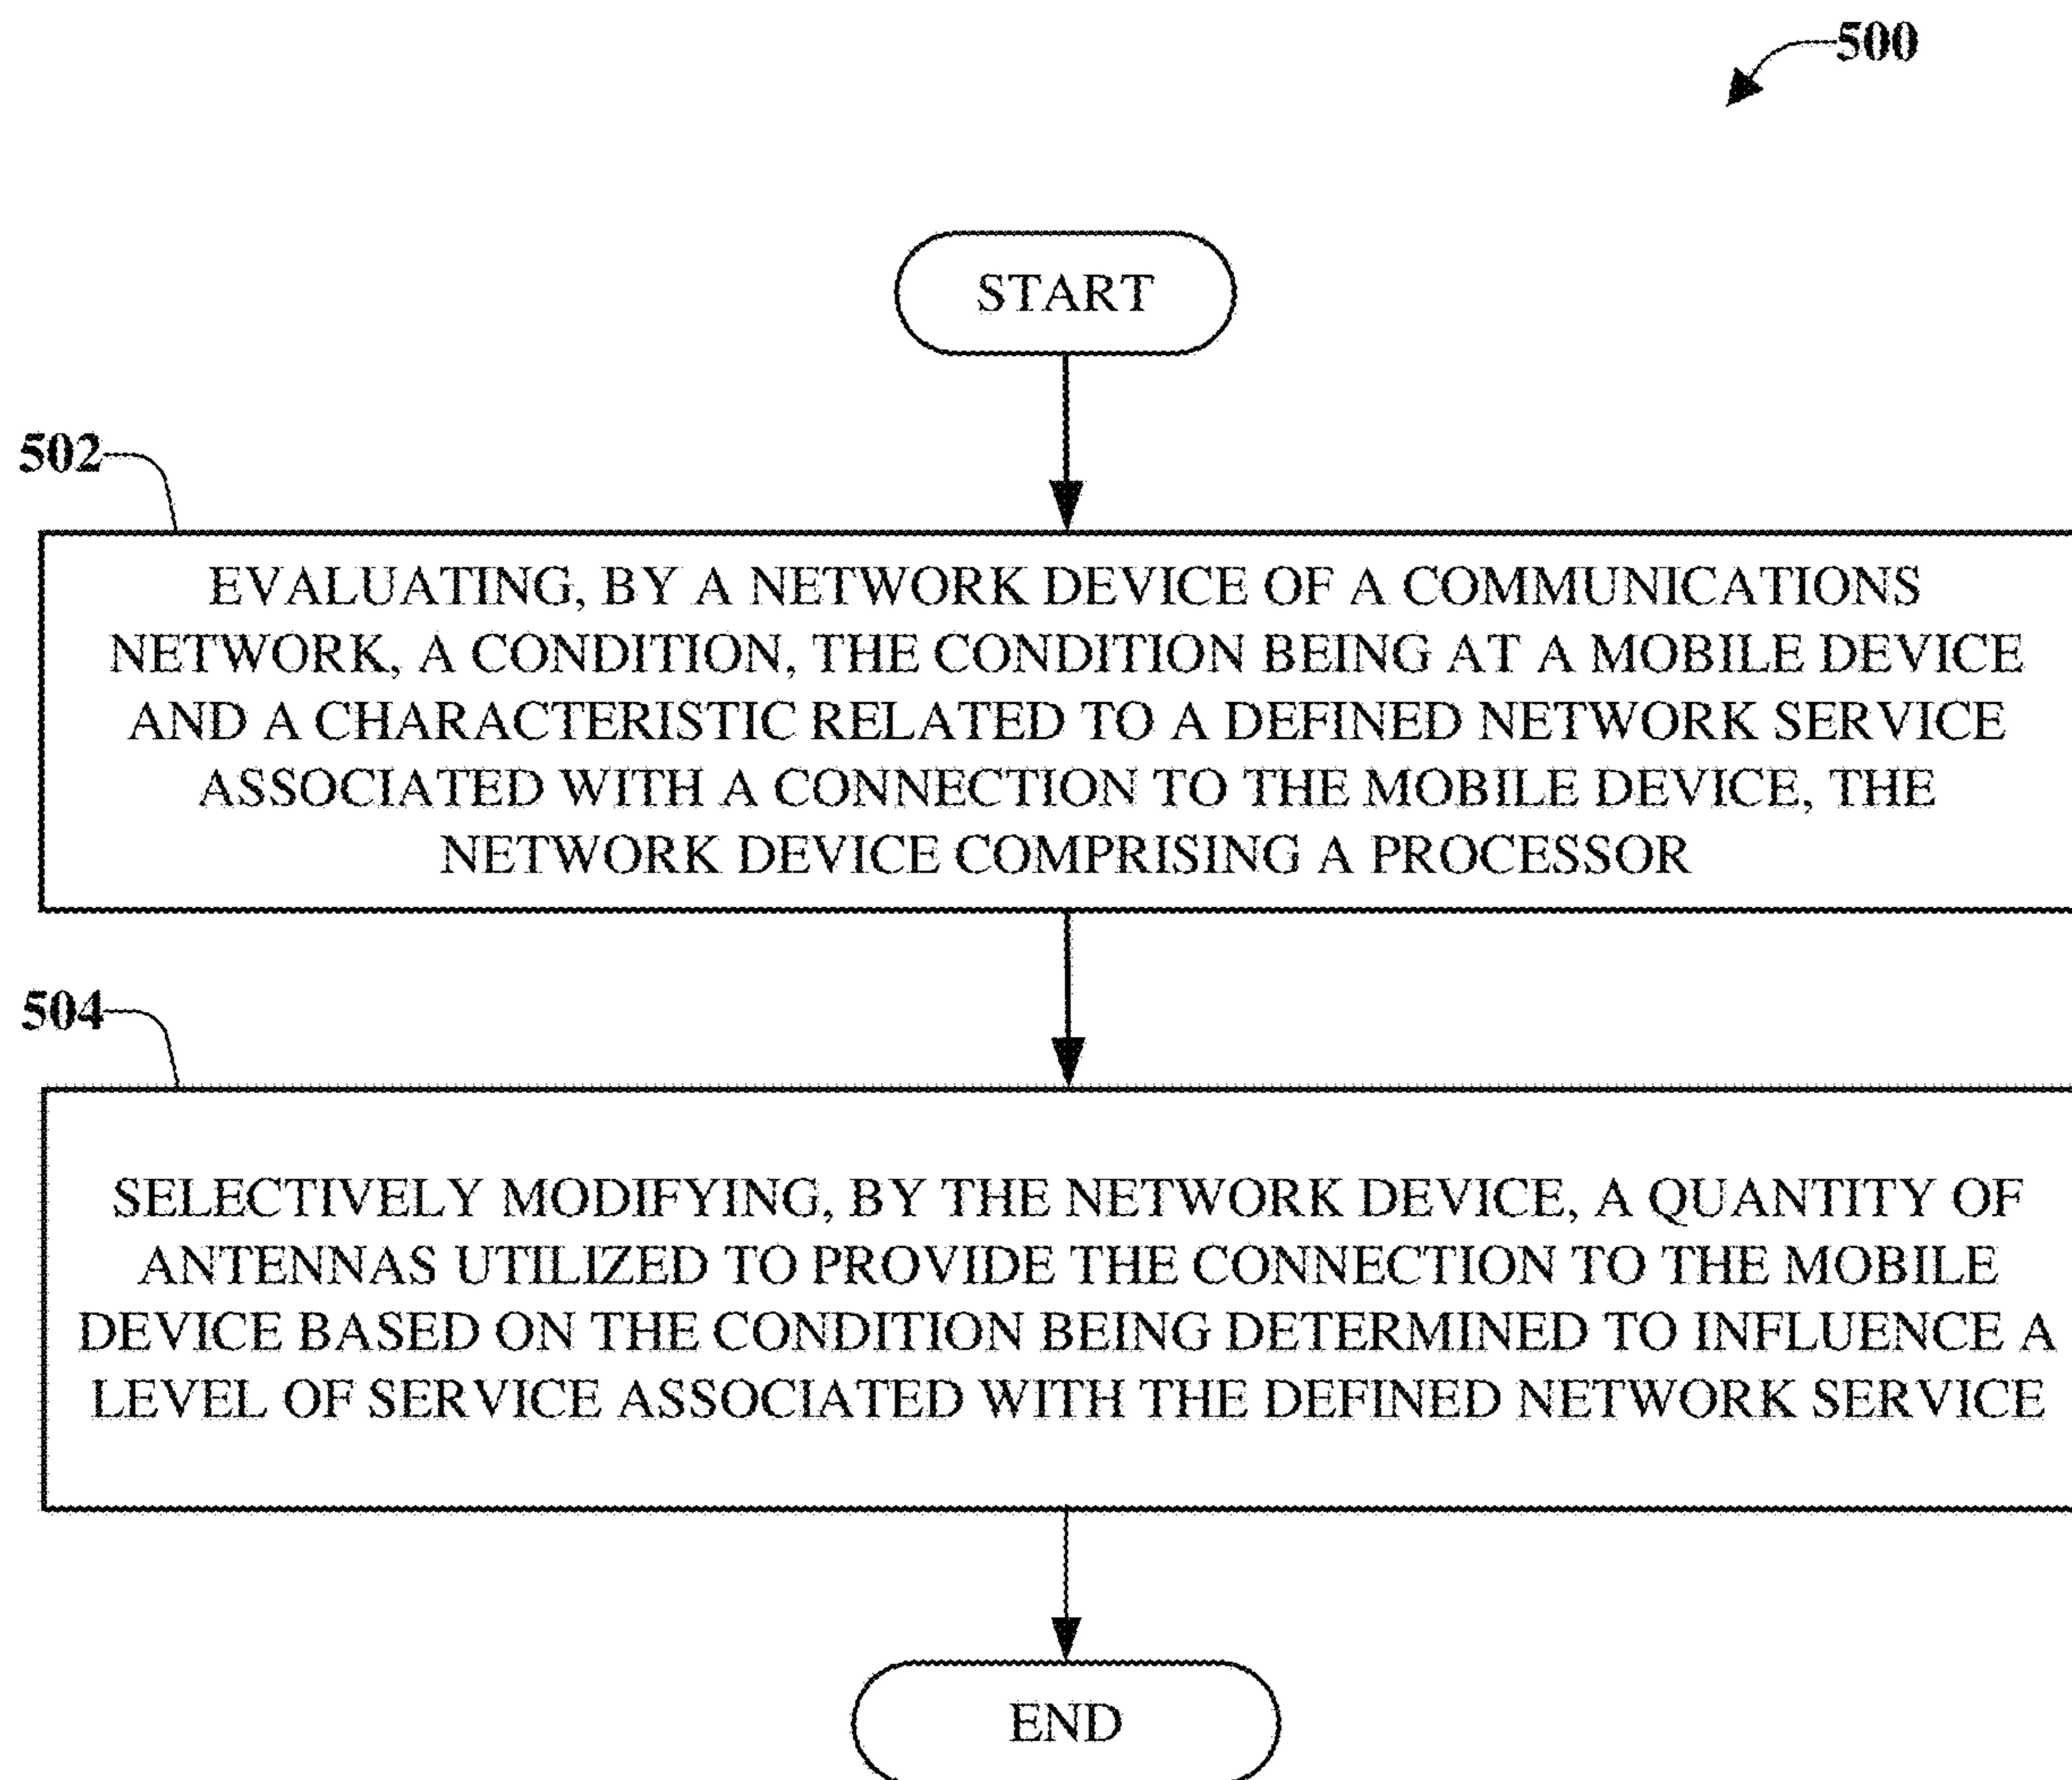 500
START
502
EVALUATING, BY A NETWORK DEVICE OF A COMMUNICATIONS
NETWORK, A CONDITION, THE CONDITION BEING AT A MOBILE DEVICE
AND A CHARACTERISTIC RELATED TO A DEFINED NETWORK SERVICE
ASSOCIATED WITH A CONNECTION TO THE MOBILE DEVICE, THE
NETWORK DEVICE COMPRISING A PROCESSOR
504
SELECTIVELY MODIFYING, BY THE NETWORK DEVICE, A QUANTITY OF
ANTENNAS UTILIZED TO PROVIDE THE CONNECTION TO THE MOBILE
DEVICE BASED ON THE CONDITION BEING DETERMINED TO INFLUENCE A
LEVEL OF SERVICE ASSOCIATED WITH THE DEFINED NETWORK SERVICE
END